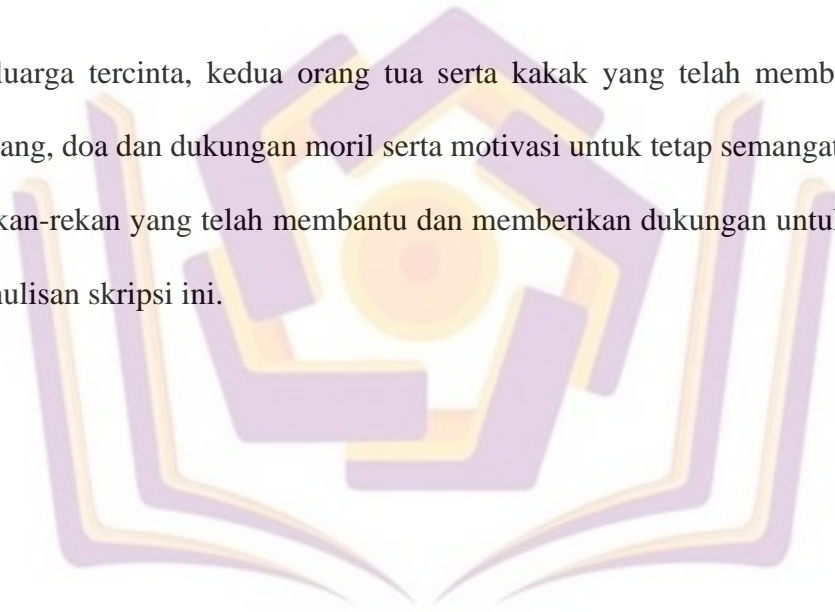 luarga tercinta, kedua orang tua serta kakak yang telah memb
ang, doa dan dukungan moril serta motivasi untuk tetap semangat
kan-rekan yang telah membantu dan memberikan dukungan untuk
ulisan skripsi ini.